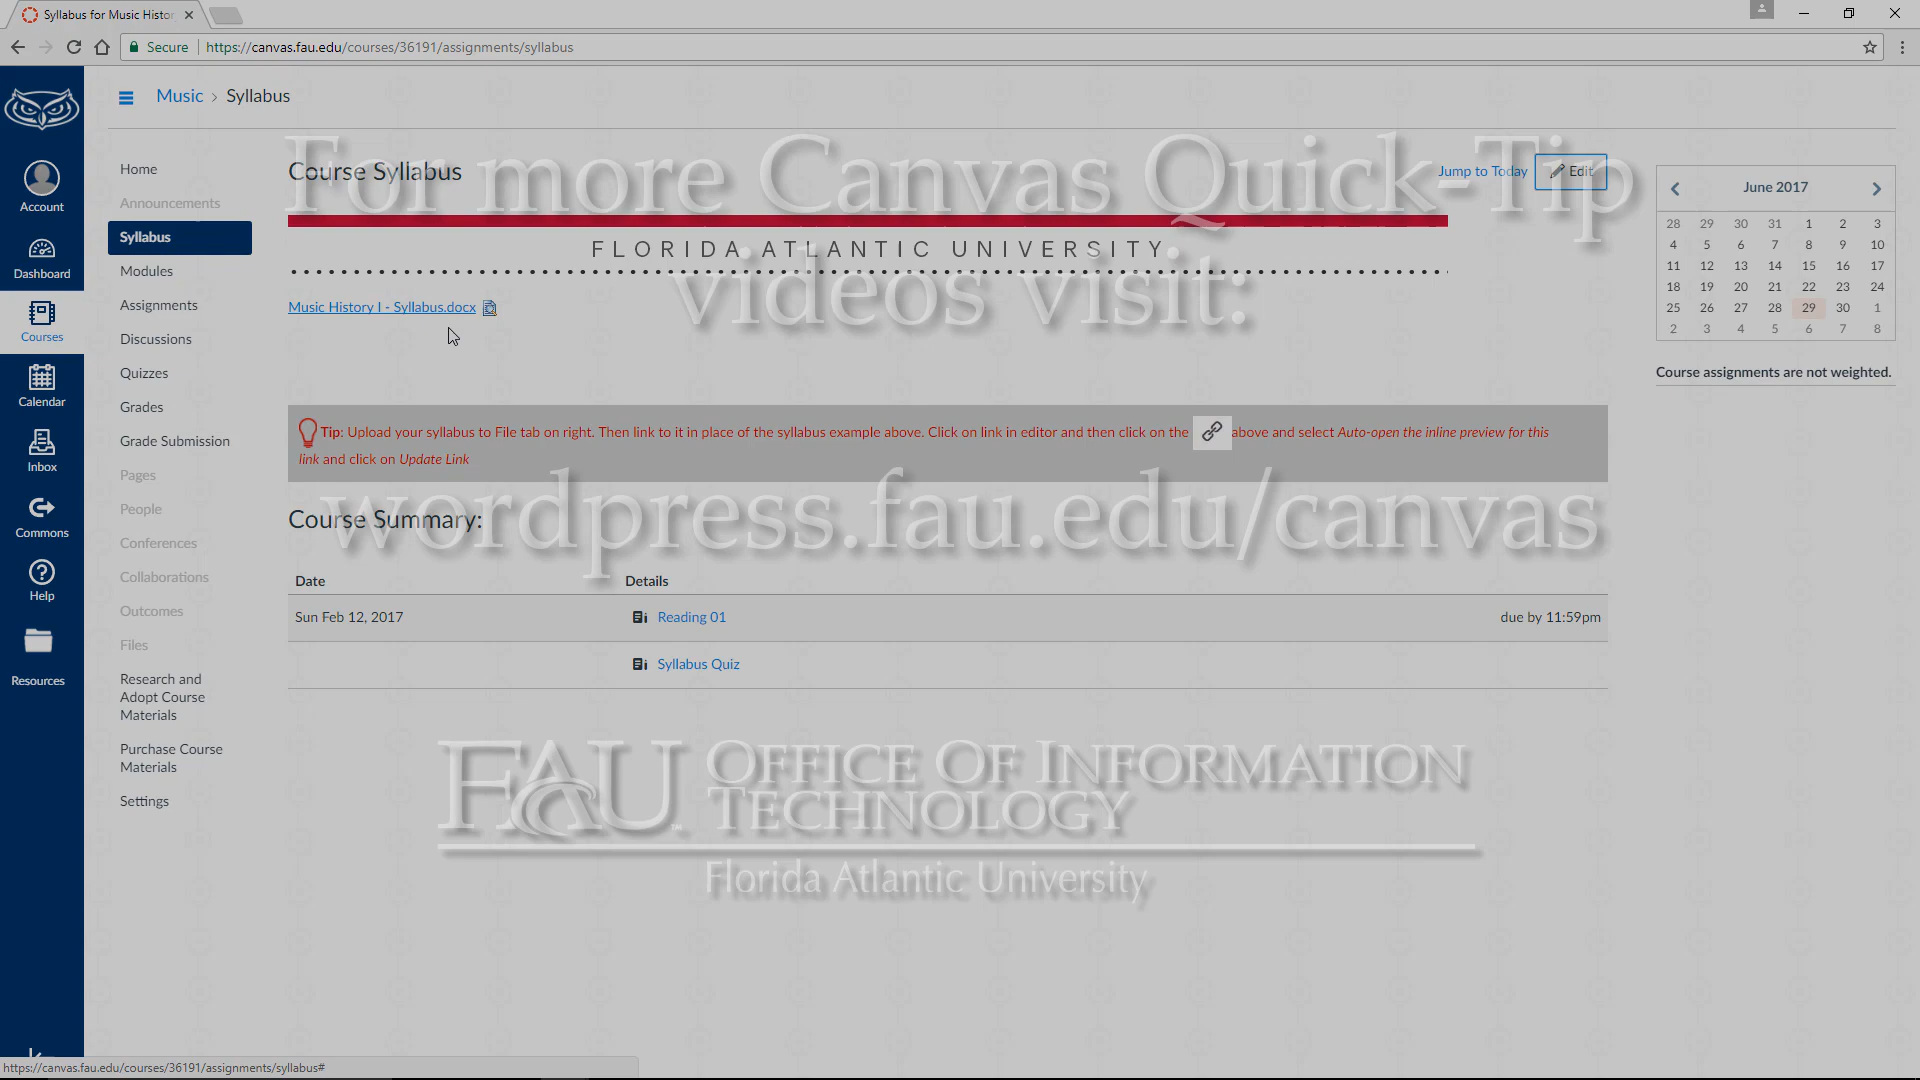 Syllabus for Music Histo
Secure
https://canvas.fau.edu/courses/36191/assignments/syllabus
Music › Syllabus
Account
Dashboard
Courses
Calendar
Inbox
Commons
Help
Resources
Home
Announcements
Syllabus
Modules
Assignments
Discussions
Quizzes
Grades
Grade Submission
Pages
People
Conferences
Collaborations
Outcomes
Files
Research and
Adopt Course
Materials
Purchase Course
Materials
Settings
Course Syllabus
Jump to Today
Edit
FLORIDA ATLANTIC UNIVERSITY
Music History I - Syllabus.docx
Tip: Upload your syllabus to File tab on right. Then link to it in place of the syllabus example above. Click on link in editor and then click on the above and select Auto-open the inline preview for this
link and click on Update Link
Course Summary:
Date Details
Sun Feb 12, 2017 Reading 01 due by 11:59pm
Syllabus Quiz
June 2017
28 29 30 31 1 2 3
4 5 6 7 8 9 10
11 12 13 14 15 16 17
18 19 20 21 22 23 24
25 26 27 28 29 30 1
2 3 4 5 6 7 8
Course assignments are not weighted.
For more Canvas Quick-Tip
videos visit:
wordpress.fau.edu/canvas
FAU™
OFFICE OF INFORMATION
TECHNOLOGY
Florida Atlantic University
https://canvas.fau.edu/courses/36191/assignments/syllabus#